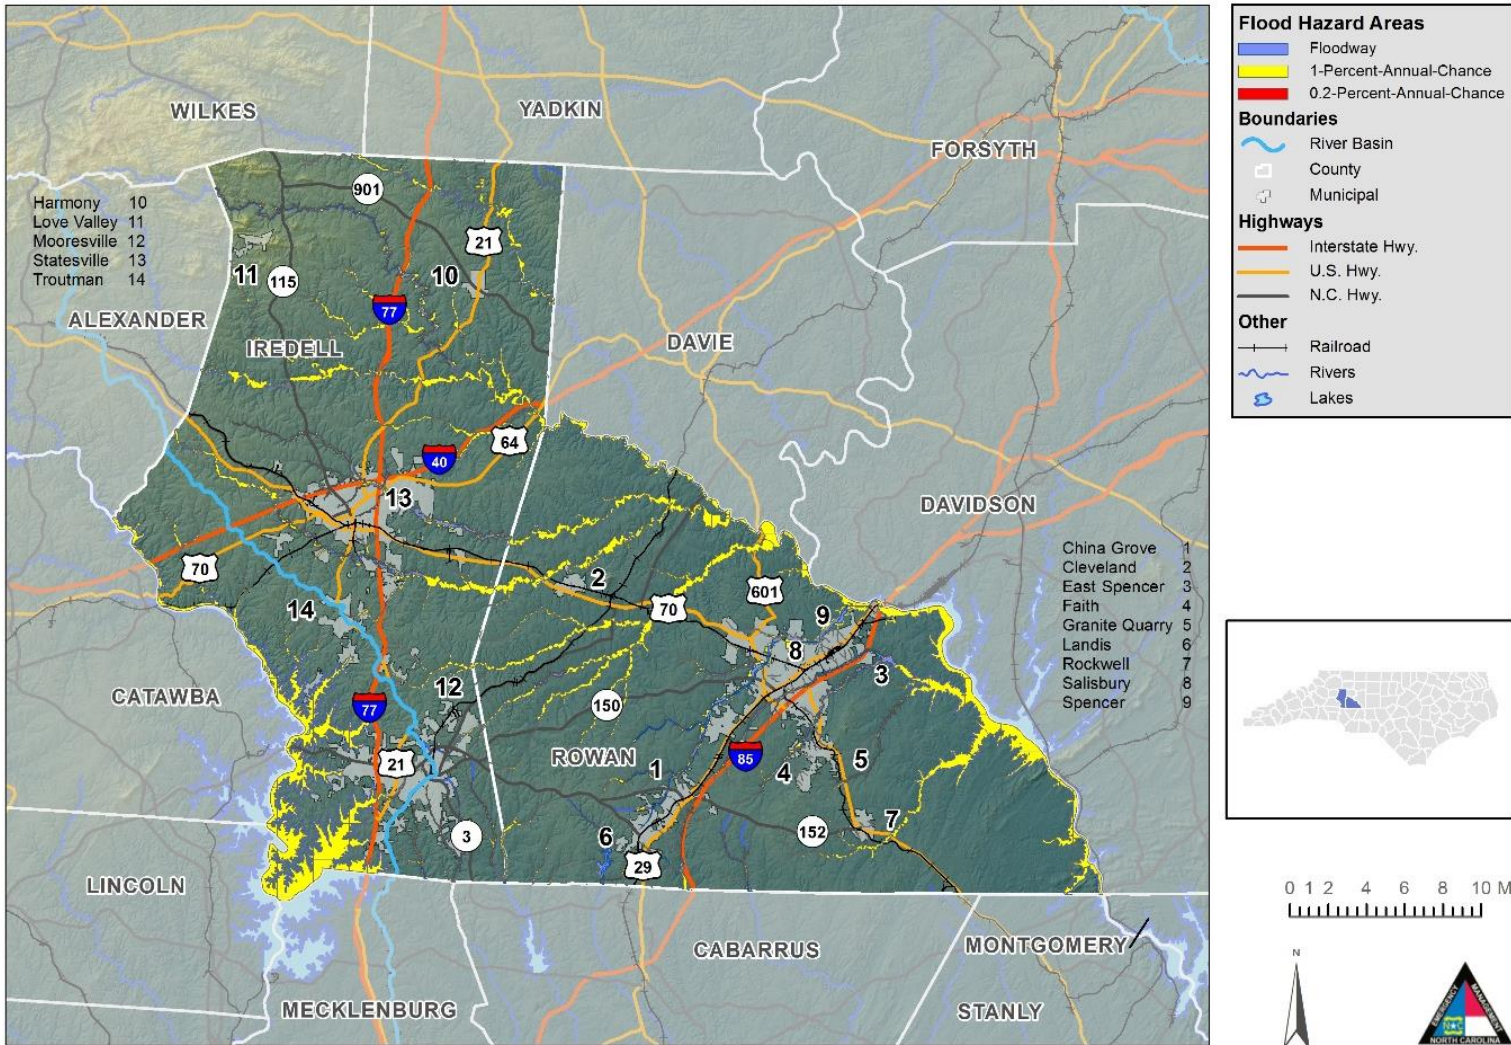 WILKES
YADKIN
FORSYTH
901
Harmony 10
Love Valley 11
Mooresville 12
Statesville 13
Troutman 14
21
11
115
10
77
ALEXANDER
IREDELL
DAVIE
64
40
13
DAVIDSON
70
2
601
70
9
14
8
3
China Grove 1
Cleveland 2
East Spencer 3
Faith 4
Granite Quarry 5
Landis 6
Rockwell 7
Salisbury 8
Spencer 9
CATAWBA
12
77
150
21
ROWAN
1
85
4
5
3
6
152
7
29
LINCOLN
CABARRUS
MONTGOMERY
MECKLENBURG
STANLY
Flood Hazard Areas
Floodway
1-Percent-Annual-Chance
0.2-Percent-Annual-Chance
Boundaries
River Basin
County
Municipal
Highways
Interstate Hwy.
U.S. Hwy.
N.C. Hwy.
Other
Railroad
Rivers
Lakes
0 1 2 4 6 8 10 M
N
EMERGENCY MANAGEMENT
N C
NORTH CAROLINA